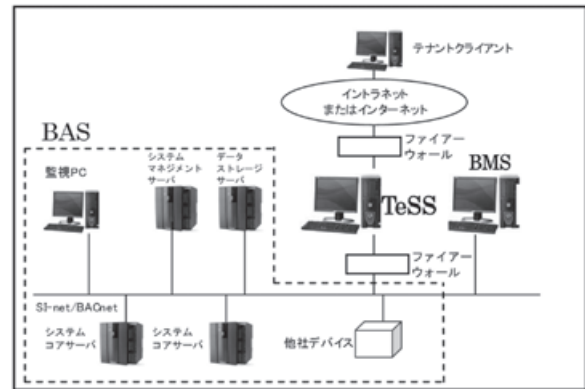 テナントクライアント
イントラネット
またはインターネット
BAS
ファイアー
ウォール
監視PC
システム
マネジメント
サーバ
データ
ストレージ
サーバ
BMS
TeSS
ファイアー
ウォール
SI-net/BACnet
システム
コアサーバ
システム
コアサーバ
他社デバイス